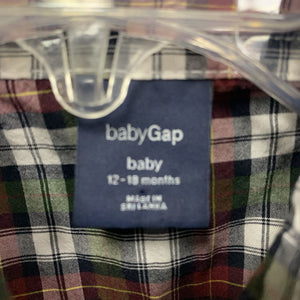 babyGap
baby
12-18 months
MADE IN
SRI LANKA